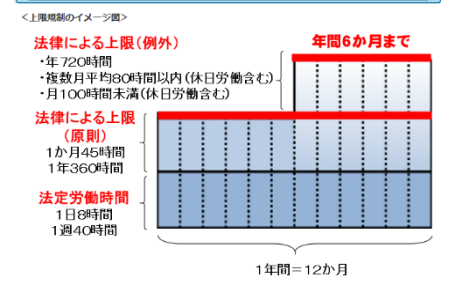 ＜上限規制のイメージ図＞
法律による上限(例外)
・年720時間
・複数月平均80時間以内(休日労働含む)
・月100時間未満(休日労働含む)
年間6か月まで
法律による上限
(原則)
1か月45時間
1年360時間
法定労働時間
1日8時間
1週40時間
1年間＝12か月